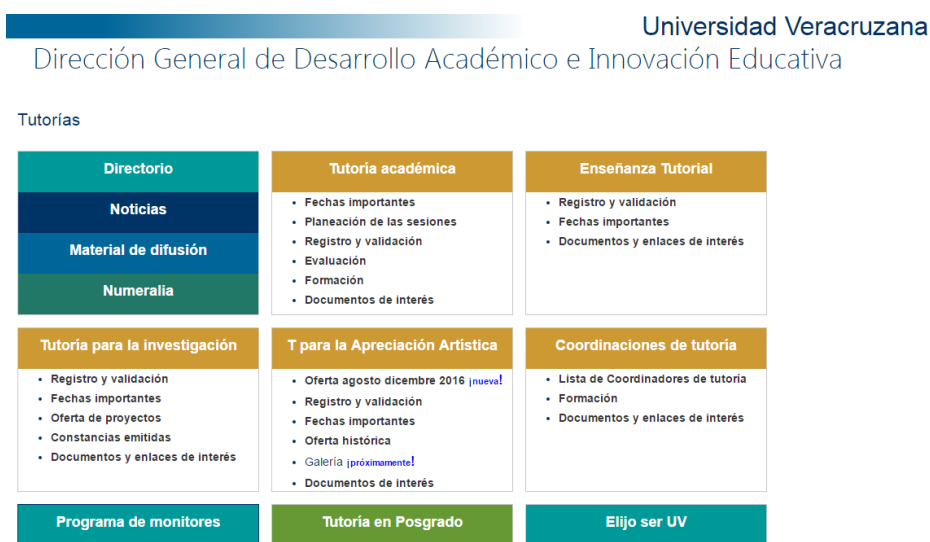 Universidad Veracruzana
Dirección General de Desarrollo Académico e Innovación Educativa
Tutorías
Directorio
Noticias
Material de difusión
Numeralia
Tutoría académica
Fechas importantes
Planeación de las sesiones
Registro y validación
Evaluación
Formación
Documentos de interés
Enseñanza Tutorial
Registro y validación
Fechas importantes
Documentos y enlaces de interés
Tutoría para la investigación
Registro y validación
Fechas importantes
Oferta de proyectos
Constancias emitidas
Documentos y enlaces de interés
T para la Apreciación Artística
Oferta agosto dicembre 2016 ¡nueva!
Registro y validación
Fechas importantes
Oferta histórica
Galería ¡próximamente!
Documentos de interés
Coordinaciones de tutoría
Lista de Coordinadores de tutoría
Formación
Documentos y enlaces de interés
Programa de monitores
Tutoría en Posgrado
Elijo ser UV